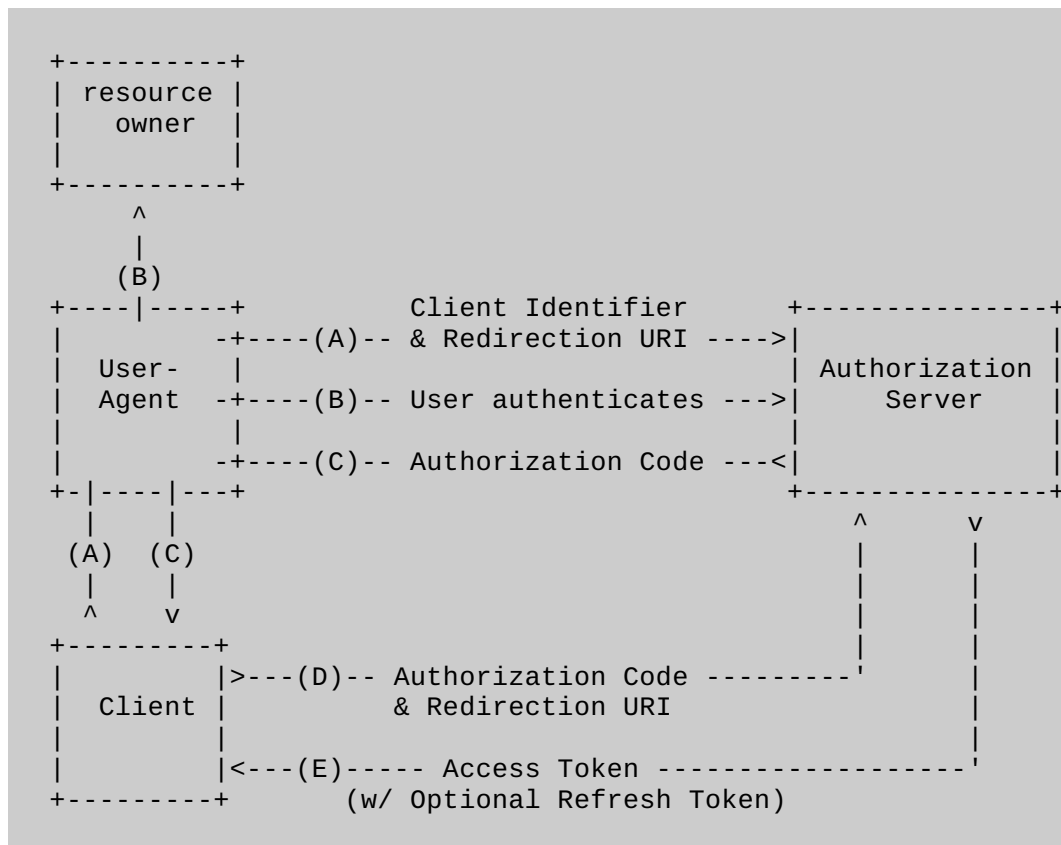 +----------+
| resource |
|   owner  |
|          |
+----------+
     ^
     |
    (B)
+----|-----+          Client Identifier      +---------------+
|         -+----(A)-- & Redirection URI ---->|               |
|  User-   |                                 | Authorization |
|  Agent  -+----(B)-- User authenticates --->|     Server    |
|          |                                 |               |
|         -+----(C)-- Authorization Code ---<|               |
+-|----|---+                                 +---------------+
  |    |                                         ^      v
 (A)  (C)                                        |      |
  |    |                                         |      |
  ^    v                                         |      |
+---------+                                      |      |
|         |>---(D)-- Authorization Code ---------'      |
|  Client |          & Redirection URI                  |
|         |                                             |
|         |<---(E)----- Access Token -------------------'
+---------+       (w/ Optional Refresh Token)